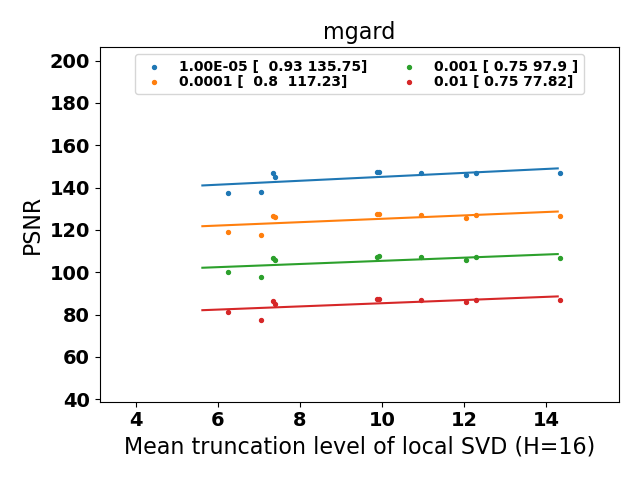 mgard
1.00E-05 [  0.93 135.75]
0.0001 [  0.8  117.23]
0.001 [ 0.75 97.9 ]
0.01 [ 0.75 77.82]
PSNR
200
180
160
140
120
100
80
60
40
4 6 8 10 12 14
Mean truncation level of local SVD (H=16)